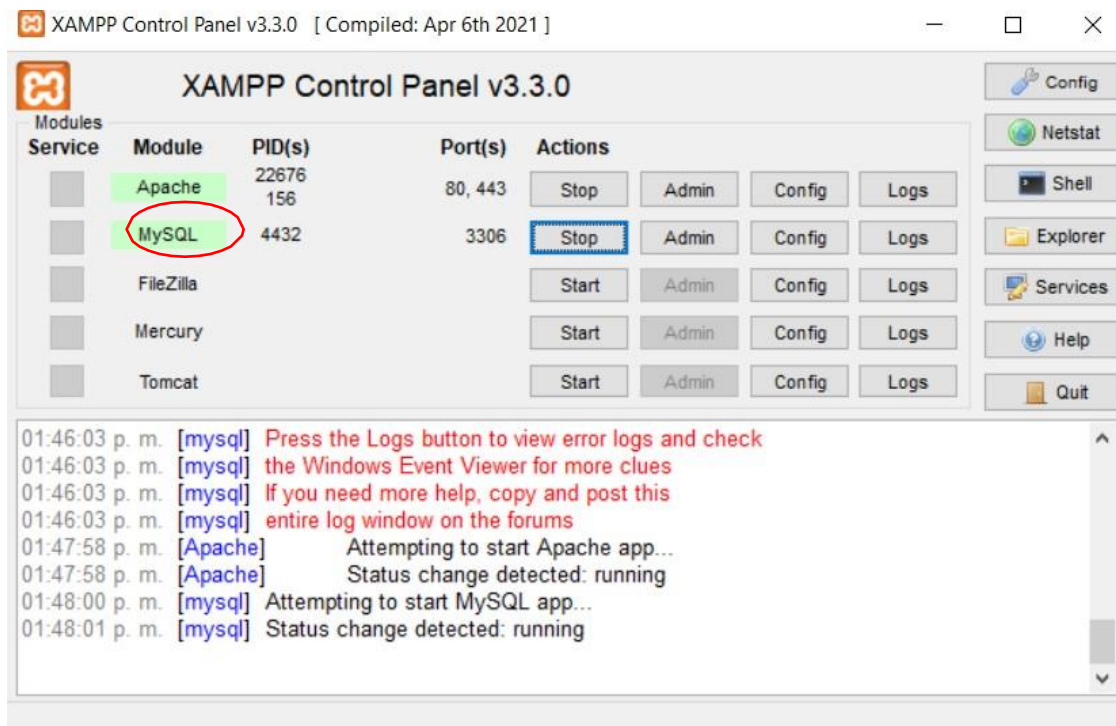 XAMPP Control Panel v3.3.0 [ Compiled: Apr 6th 2021 ]
XAMPP Control Panel v3.3.0
Config
Modules
Service Module PID(s) Port(s) Actions
Netstat
Apache 22676 156 80, 443 Stop Admin Config Logs
Shell
MySQL 4432 3306 Stop Admin Config Logs
Explorer
FileZilla Start Admin Config Logs
Services
Mercury Start Admin Config Logs
Help
Tomcat Start Admin Config Logs
Quit
01:46:03 p. m. [mysql] Press the Logs button to view error logs and check
01:46:03 p. m. [mysql] the Windows Event Viewer for more clues
01:46:03 p. m. [mysql] If you need more help, copy and post this
01:46:03 p. m. [mysql] entire log window on the forums
01:47:58 p. m. [Apache] Attempting to start Apache app...
01:47:58 p. m. [Apache] Status change detected: running
01:48:00 p. m. [mysql] Attempting to start MySQL app...
01:48:01 p. m. [mysql] Status change detected: running